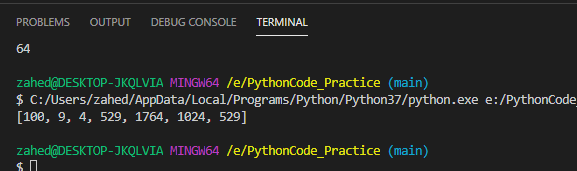 PROBLEMS OUTPUT DEBUG CONSOLE TERMINAL
64
zahed@DESKTOP-JKQLVIA MINGW64 /e/PythonCode_Practice (main)
$ C:/Users/zahed/AppData/Local/Programs/Python/Python37/python.exe e:/PythonCode_
[100, 9, 4, 529, 1764, 1024, 529]
zahed@DESKTOP-JKQLVIA MINGW64 /e/PythonCode_Practice (main)
$